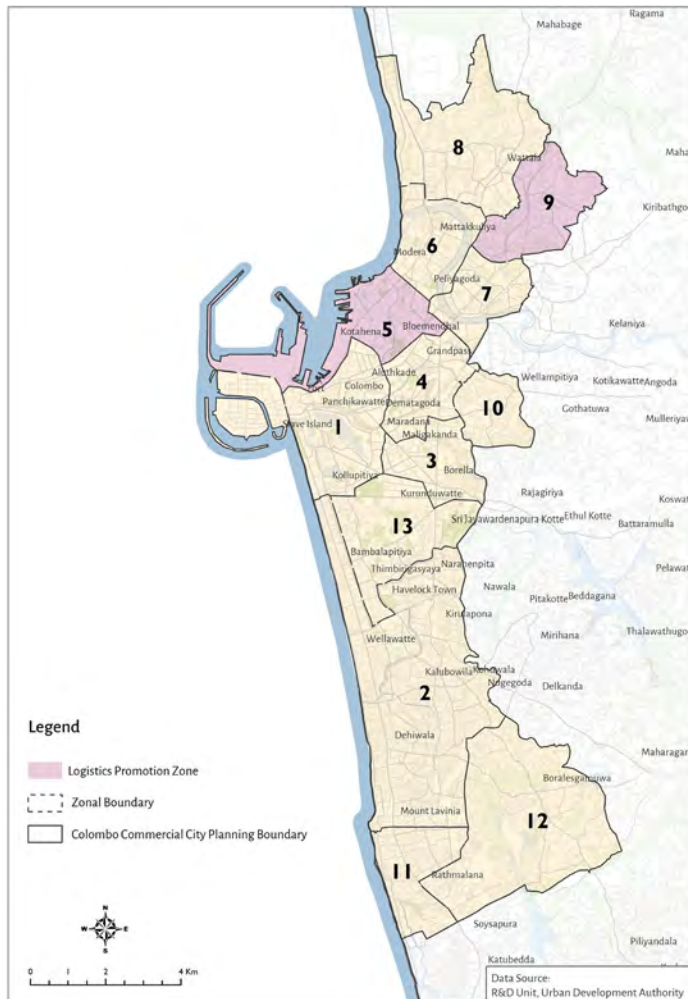 Ragama
Mahabage
8
Wattala
Maha
9
Kiribathgo
Mattakkuliya
6
Modera
Peliyagoda
7
5
Kotahena
Bloemendhal
Kelaniya
Grandpass
Aluthkade
Wellampitiya
Kotikawatte
Angoda
Fort
Colombo
4
Panchikawatte
Dematagoda
10
Gothatuwa
Mulleriya
Slave Island
1
Maradana
Maligakanda
3
Borella
Kollupitiya
Kurunduwatte
Rajagiriya
Koswat
13
Sri Jayawardenapura Kotte
Ethul Kotte
Battaramulla
Bambalapitiya
Narahenpita
Thimbirigasyaya
Pelawat
Havelock Town
Nawala
Pitakotte
Beddagana
Kirulapona
Wellawatte
Mirihana
Thalawathugo
Kalubowila
Kohuwala
2
Nugegoda
Delkanda
Legend
Dehiwala
Maharagam
Logistics Promotion Zone
Boralesgamuwa
Zonal Boundary
Mount Lavinia
12
Colombo Commercial City Planning Boundary
11
Rathmalana
N
W
E
S
Soysapura
Piliyandala
Katubedda
0 1 2 4 Km
Data Source:
R&D Unit, Urban Development Authority